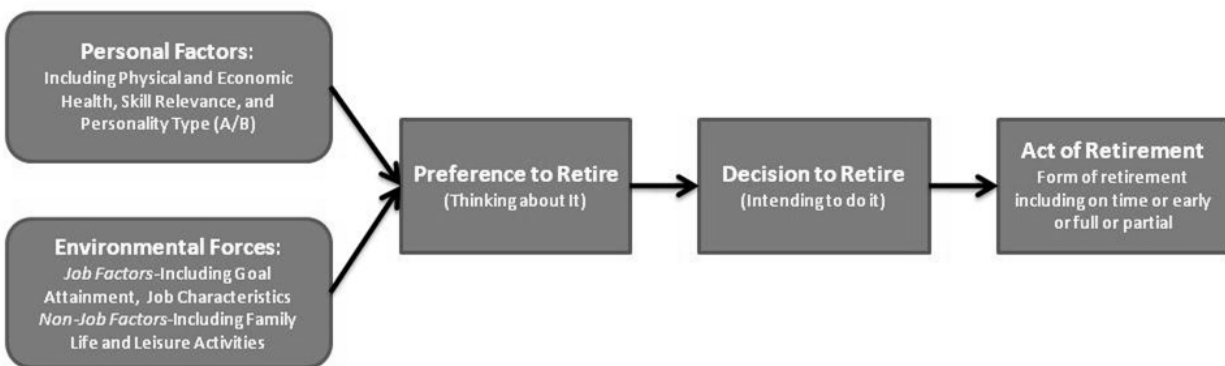 Personal Factors:
Including Physical and Economic
Health, Skill Relevance, and
Personality Type (A/B)
Environmental Forces:
Job Factors-Including Goal
Attainment, Job Characteristics
Non-Job Factors-Including Family
Life and Leisure Activities
Preference to Retire
(Thinking about It)
Decision to Retire
(Intending to do it)
Act of Retirement
Form of retirement
including on time or early
or full or partial